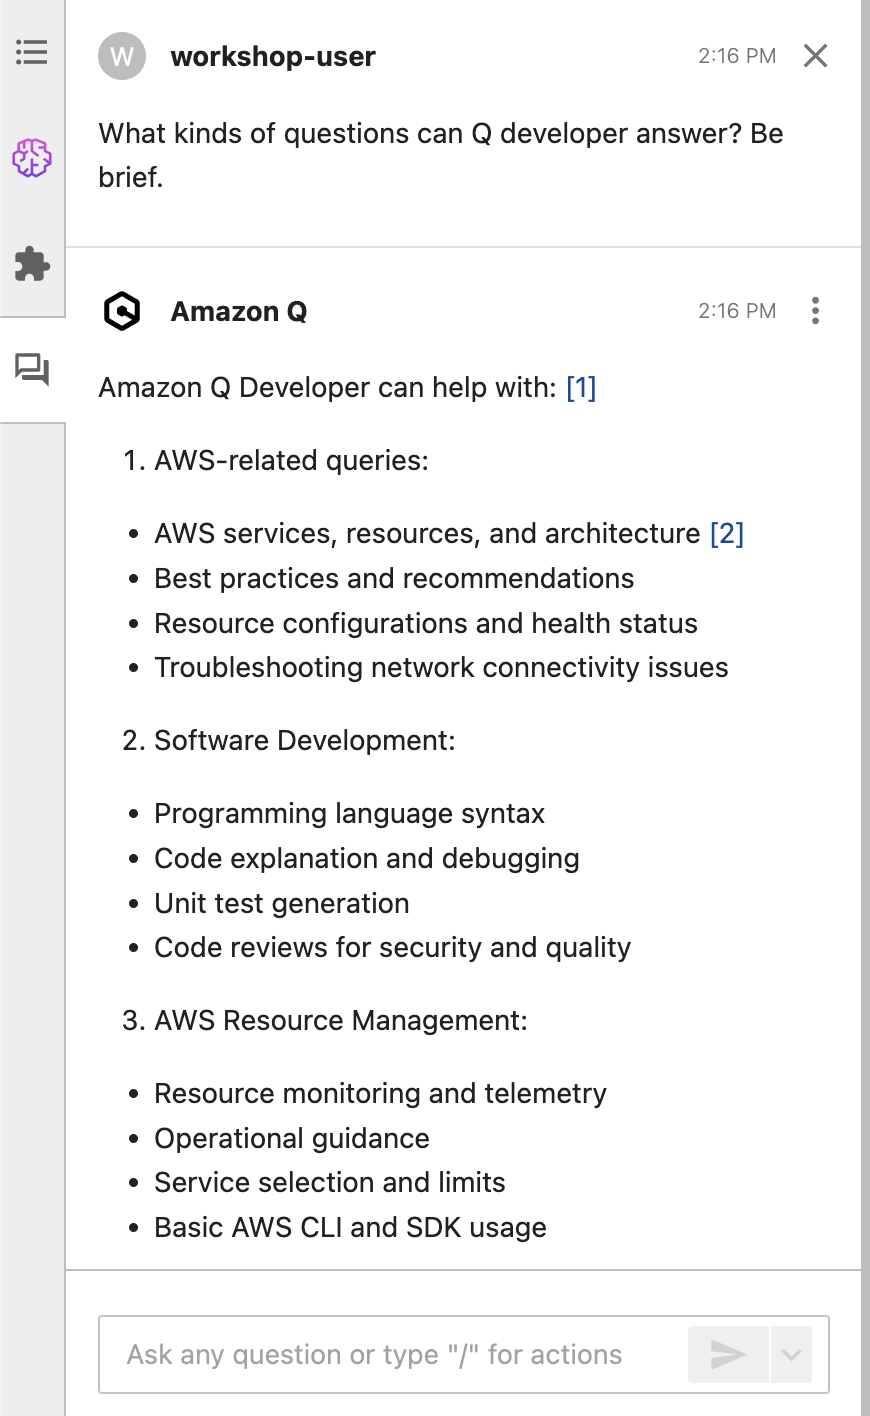 W workshop-user 2:16 PM
What kinds of questions can Q developer answer? Be
brief.
Amazon Q 2:16 PM
Amazon Q Developer can help with: [1]
1. AWS-related queries:
• AWS services, resources, and architecture [2]
• Best practices and recommendations
• Resource configurations and health status
• Troubleshooting network connectivity issues
2. Software Development:
• Programming language syntax
• Code explanation and debugging
• Unit test generation
• Code reviews for security and quality
3. AWS Resource Management:
• Resource monitoring and telemetry
• Operational guidance
• Service selection and limits
• Basic AWS CLI and SDK usage
Ask any question or type "/" for actions